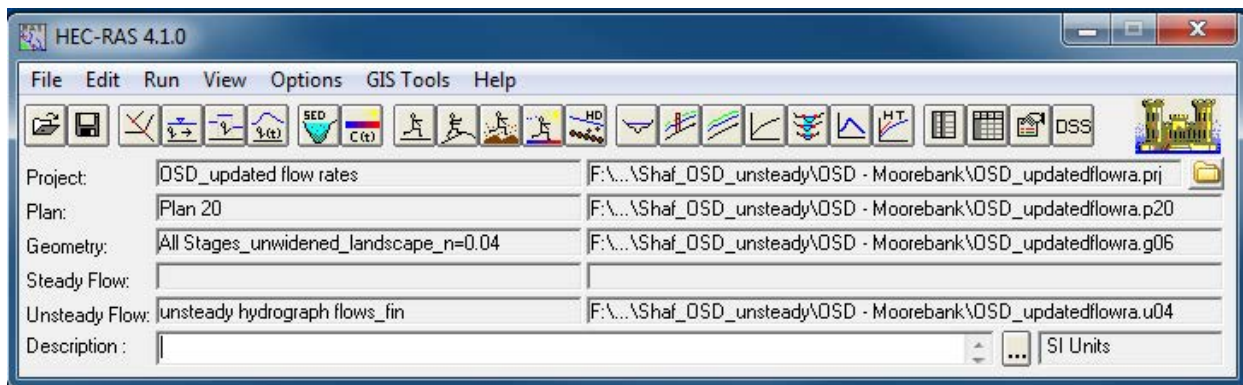 HEC-RAS 4.1.0
File Edit Run View Options GIS Tools Help
SED C(t) HD HT DSS
Project: OSD_updated flow rates F:\...\Shaf_OSD_unsteady\OSD - Moorebank\OSD_updatedflowra.prj
Plan: Plan 20 F:\...\Shaf_OSD_unsteady\OSD - Moorebank\OSD_updatedflowra.p20
Geometry: All Stages_unwidened_landscape_n=0.04 F:\...\Shaf_OSD_unsteady\OSD - Moorebank\OSD_updatedflowra.g06
Steady Flow:
Unsteady Flow: unsteady hydrograph flows_fin F:\...\Shaf_OSD_unsteady\OSD - Moorebank\OSD_updatedflowra.u04
Description : ... SI Units